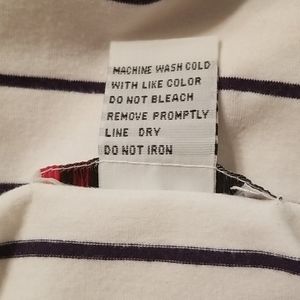 MACHINE WASH COLD
WITH LIKE COLOR
DO NOT BLEACH
REMOVE PROMPTLY
LINE DRY
DO NOT IRON